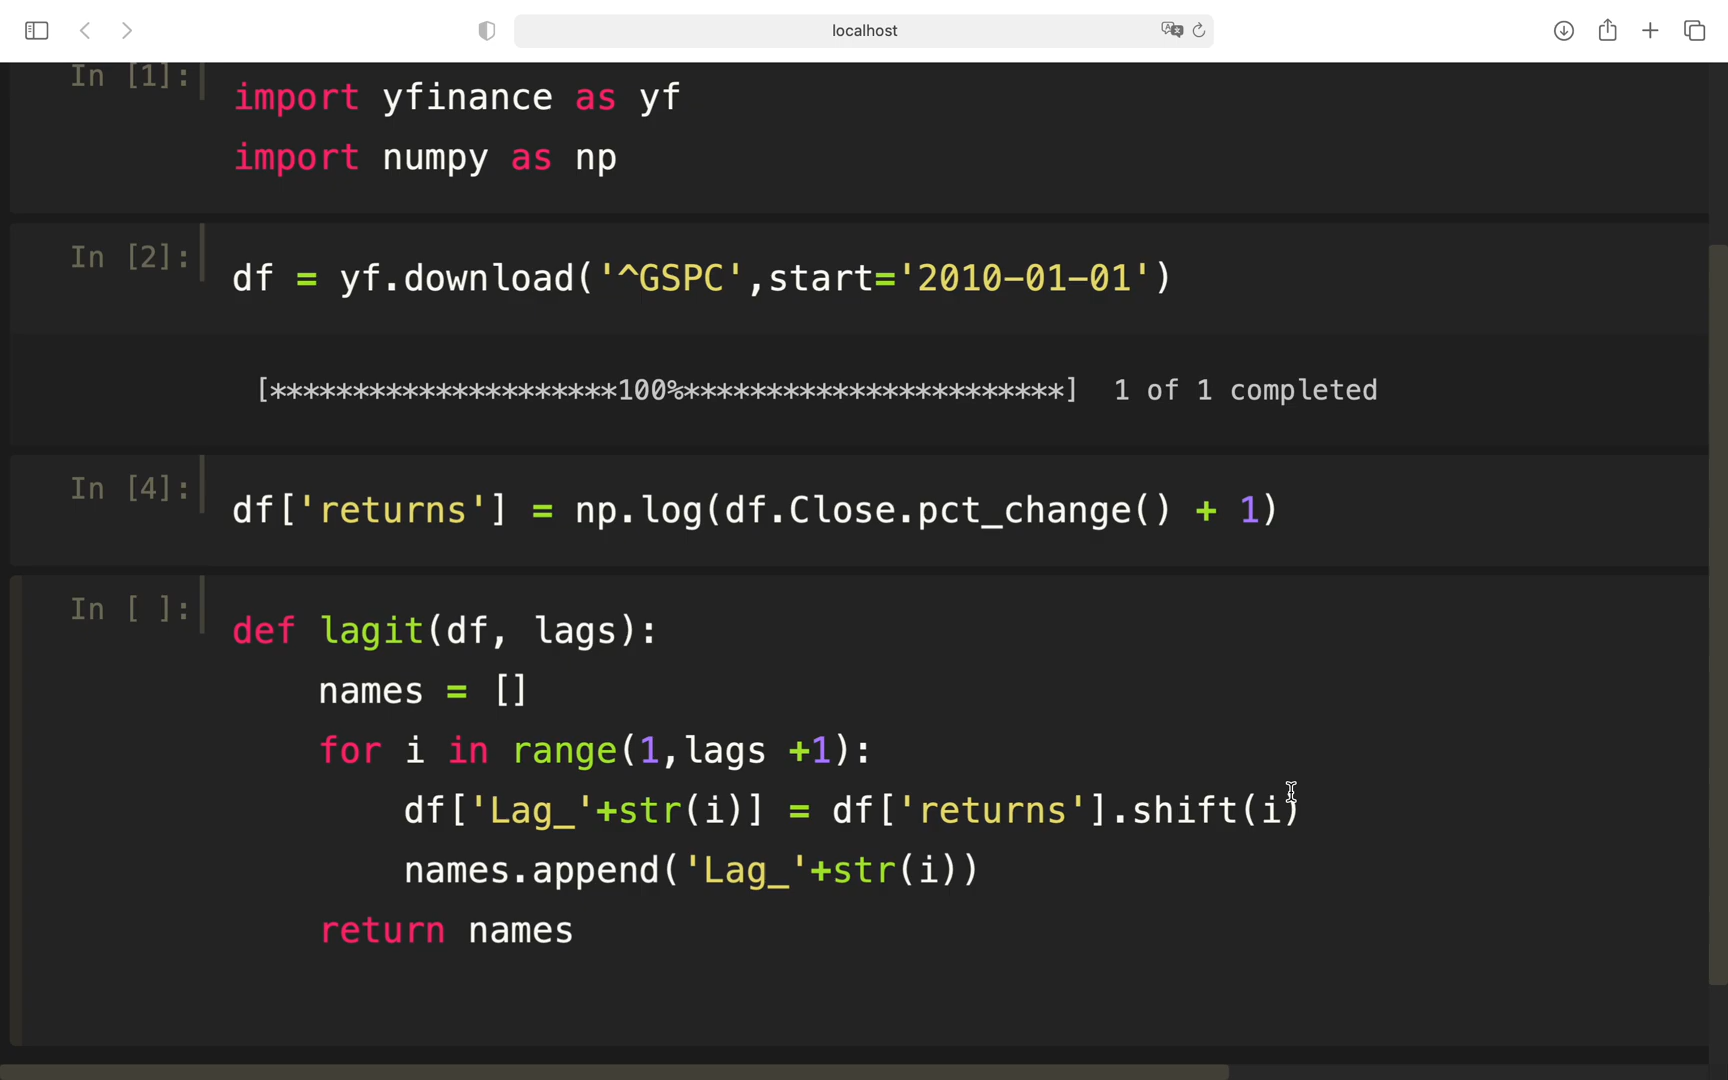 localhost
In [1]:
import yfinance as yf
import numpy as np
In [2]:
df = yf.download('^GSPC',start='2010-01-01')
[*********************100%***********************] 1 of 1 completed
In [4]:
df['returns'] = np.log(df.Close.pct_change() + 1)
In [ ]:
def lagit(df, lags):
    names = []
    for i in range(1,lags +1):
        df['Lag_'+str(i)] = df['returns'].shift(i)
        names.append('Lag_'+str(i))
    return names